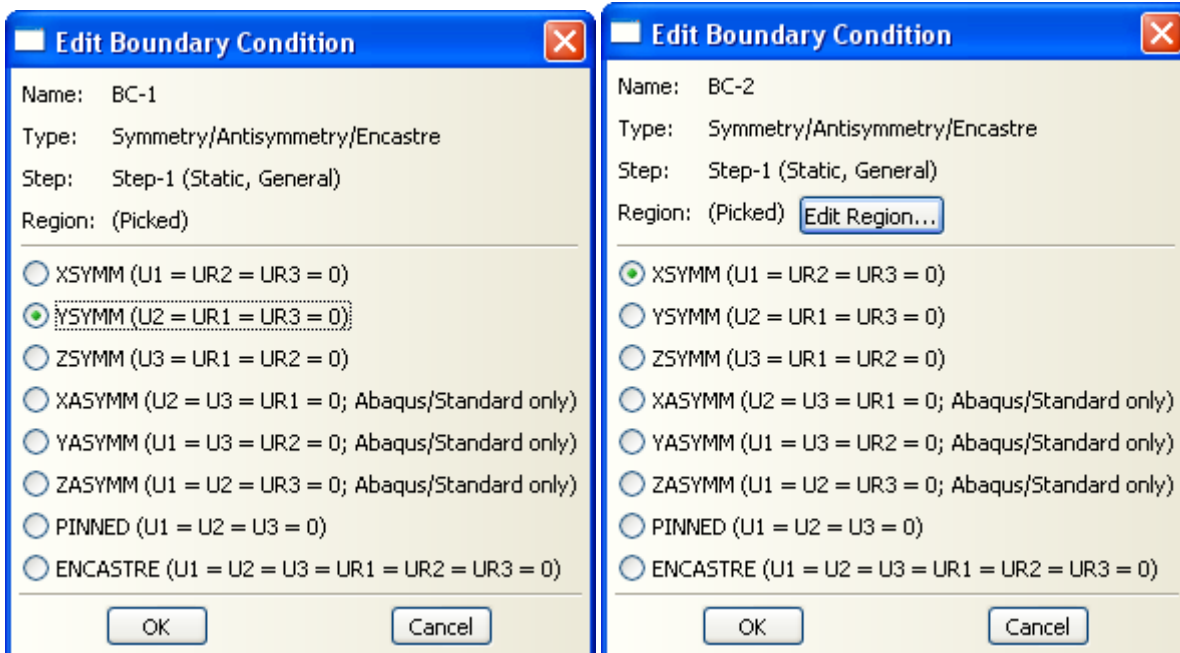 Edit Boundary Condition
Name: BC-1
Type: Symmetry/Antisymmetry/Encastre
Step: Step-1 (Static, General)
Region: (Picked)
XSYMM (U1 = UR2 = UR3 = 0)
YSYMM (U2 = UR1 = UR3 = 0)
ZSYMM (U3 = UR1 = UR2 = 0)
XASYMM (U2 = U3 = UR1 = 0; Abaqus/Standard only)
YASYMM (U1 = U3 = UR2 = 0; Abaqus/Standard only)
ZASYMM (U1 = U2 = UR3 = 0; Abaqus/Standard only)
PINNED (U1 = U2 = U3 = 0)
ENCASTRE (U1 = U2 = U3 = UR1 = UR2 = UR3 = 0)
OK Cancel
Edit Boundary Condition
Name: BC-2
Type: Symmetry/Antisymmetry/Encastre
Step: Step-1 (Static, General)
Region: (Picked) Edit Region...
XSYMM (U1 = UR2 = UR3 = 0)
YSYMM (U2 = UR1 = UR3 = 0)
ZSYMM (U3 = UR1 = UR2 = 0)
XASYMM (U2 = U3 = UR1 = 0; Abaqus/Standard only)
YASYMM (U1 = U3 = UR2 = 0; Abaqus/Standard only)
ZASYMM (U1 = U2 = UR3 = 0; Abaqus/Standard only)
PINNED (U1 = U2 = U3 = 0)
ENCASTRE (U1 = U2 = U3 = UR1 = UR2 = UR3 = 0)
OK Cancel